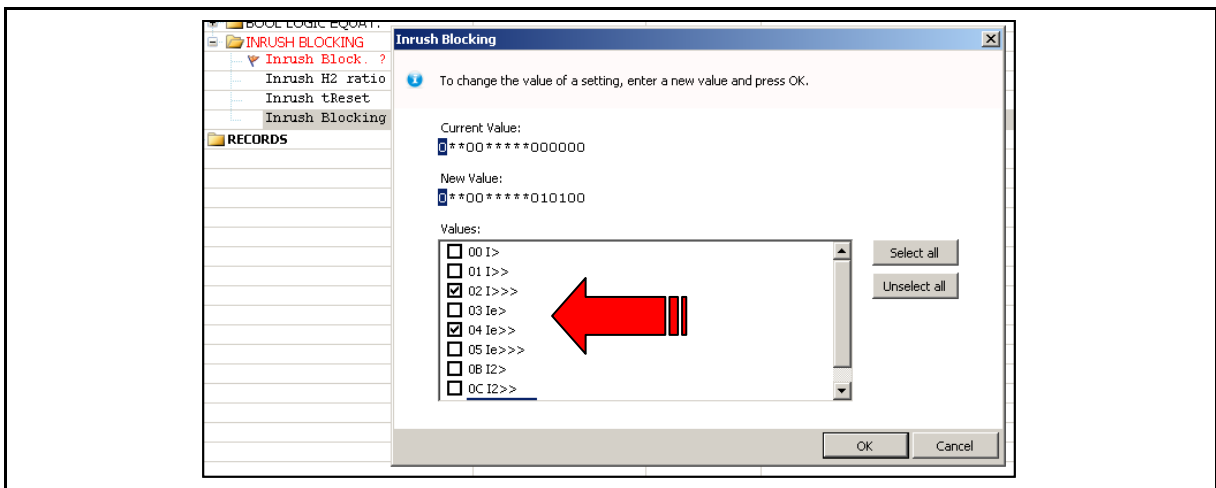 BOOL LOGIC EQUAT.
INRUSH BLOCKING
Inrush Block. ?
Inrush H2 ratio
Inrush tReset
Inrush Blocking
RECORDS
Inrush Blocking
To change the value of a setting, enter a new value and press OK.
Current Value:
0**00*****000000
New Value:
0**00*****010100
Values:
00 I>
01 I>>
02 I>>>
03 Ie>
04 Ie>>
05 Ie>>>
0B I2>
0C I2>>
Select all
Unselect all
OK
Cancel